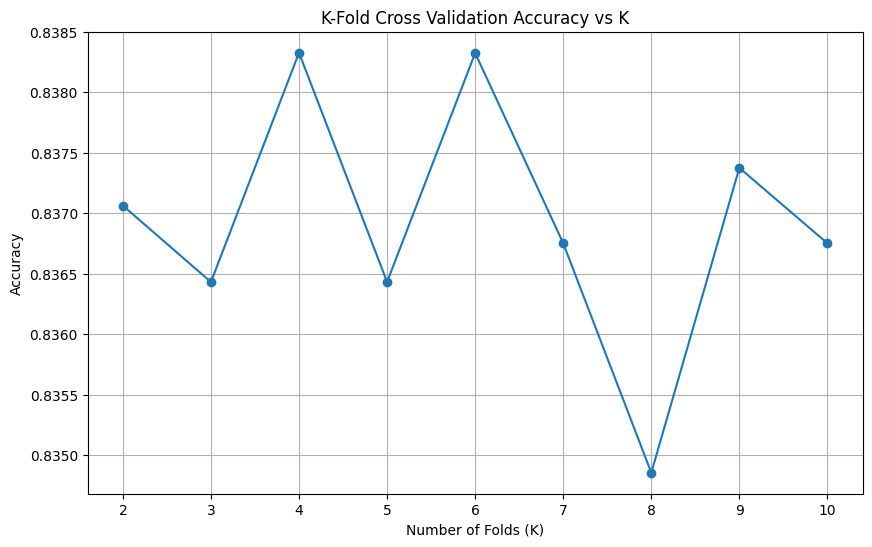 K-Fold Cross Validation Accuracy vs K
0.8385
0.8380
0.8375
0.8370
0.8365
0.8360
0.8355
0.8350
Accuracy
2 3 4 5 6 7 8 9 10
Number of Folds (K)